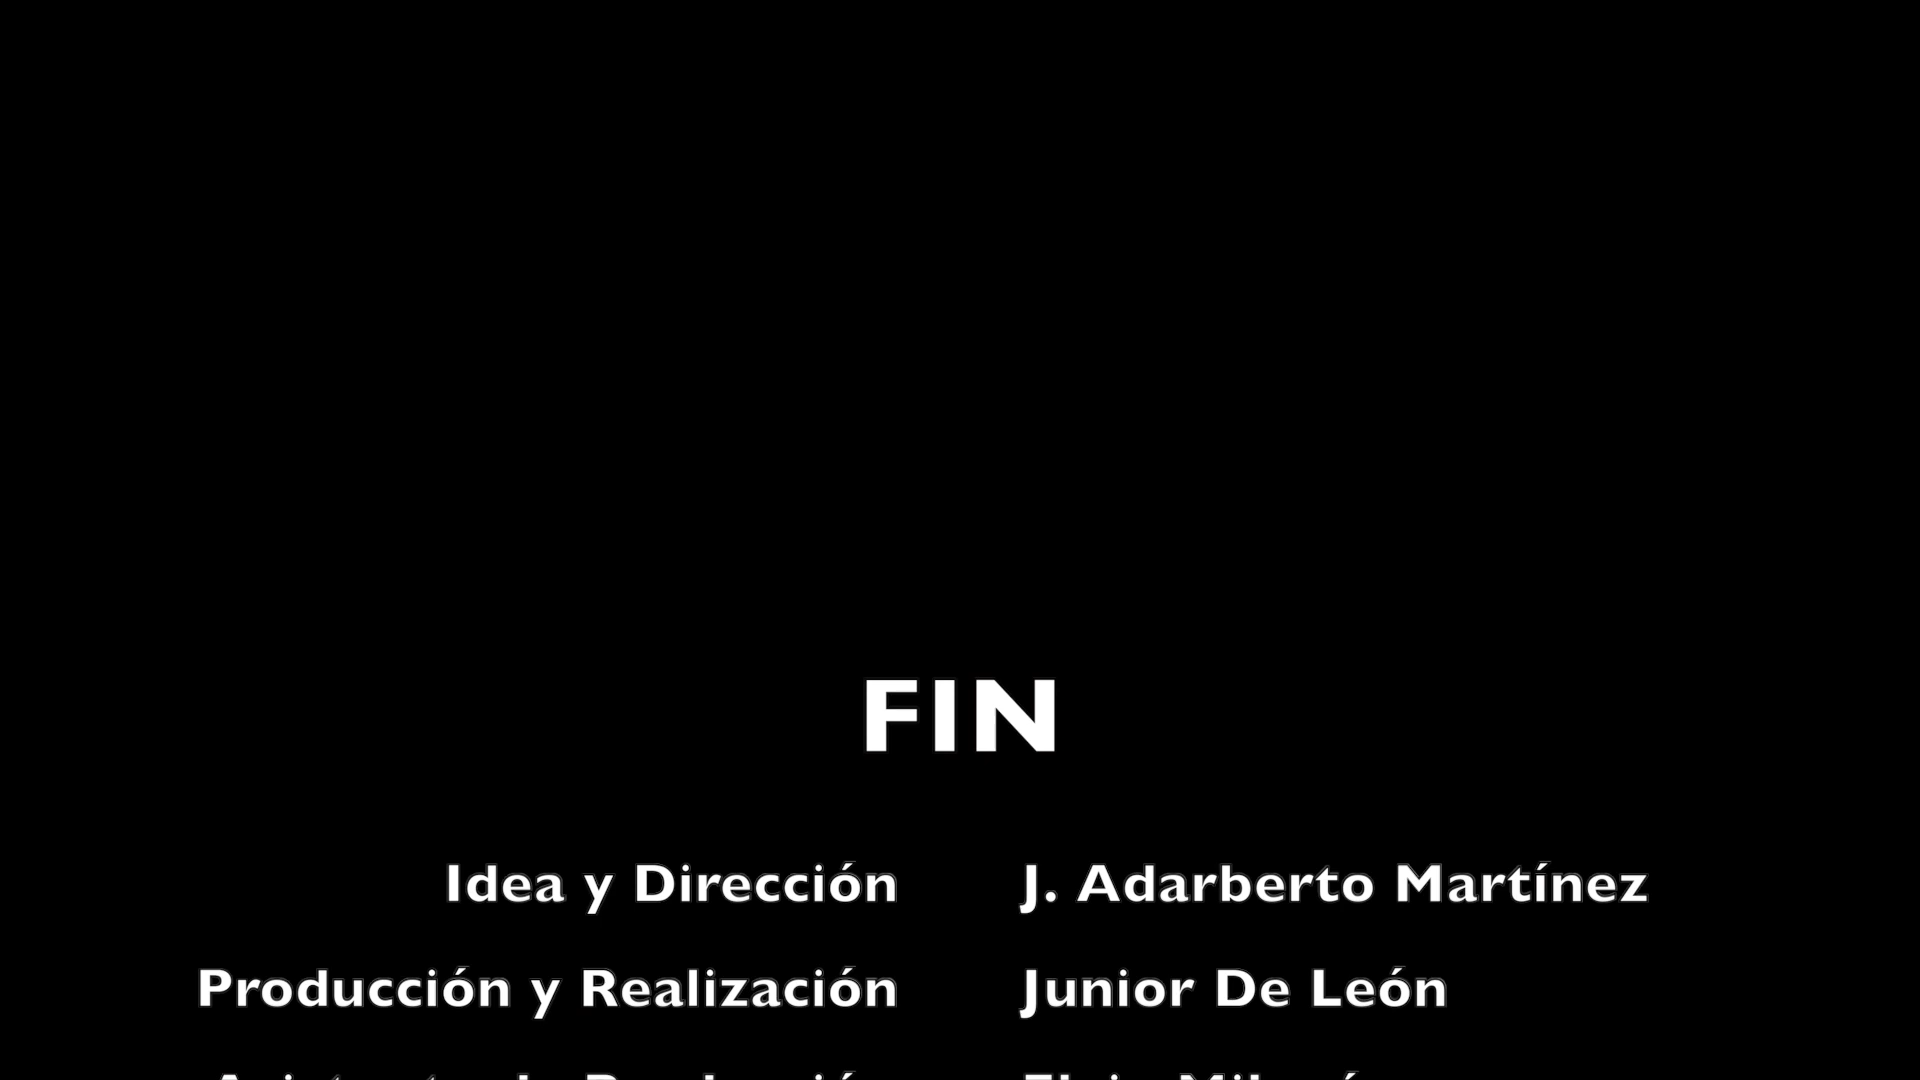 FIN
Idea y Dirección J. Adarberto Martínez
Producción y Realización Junior De León